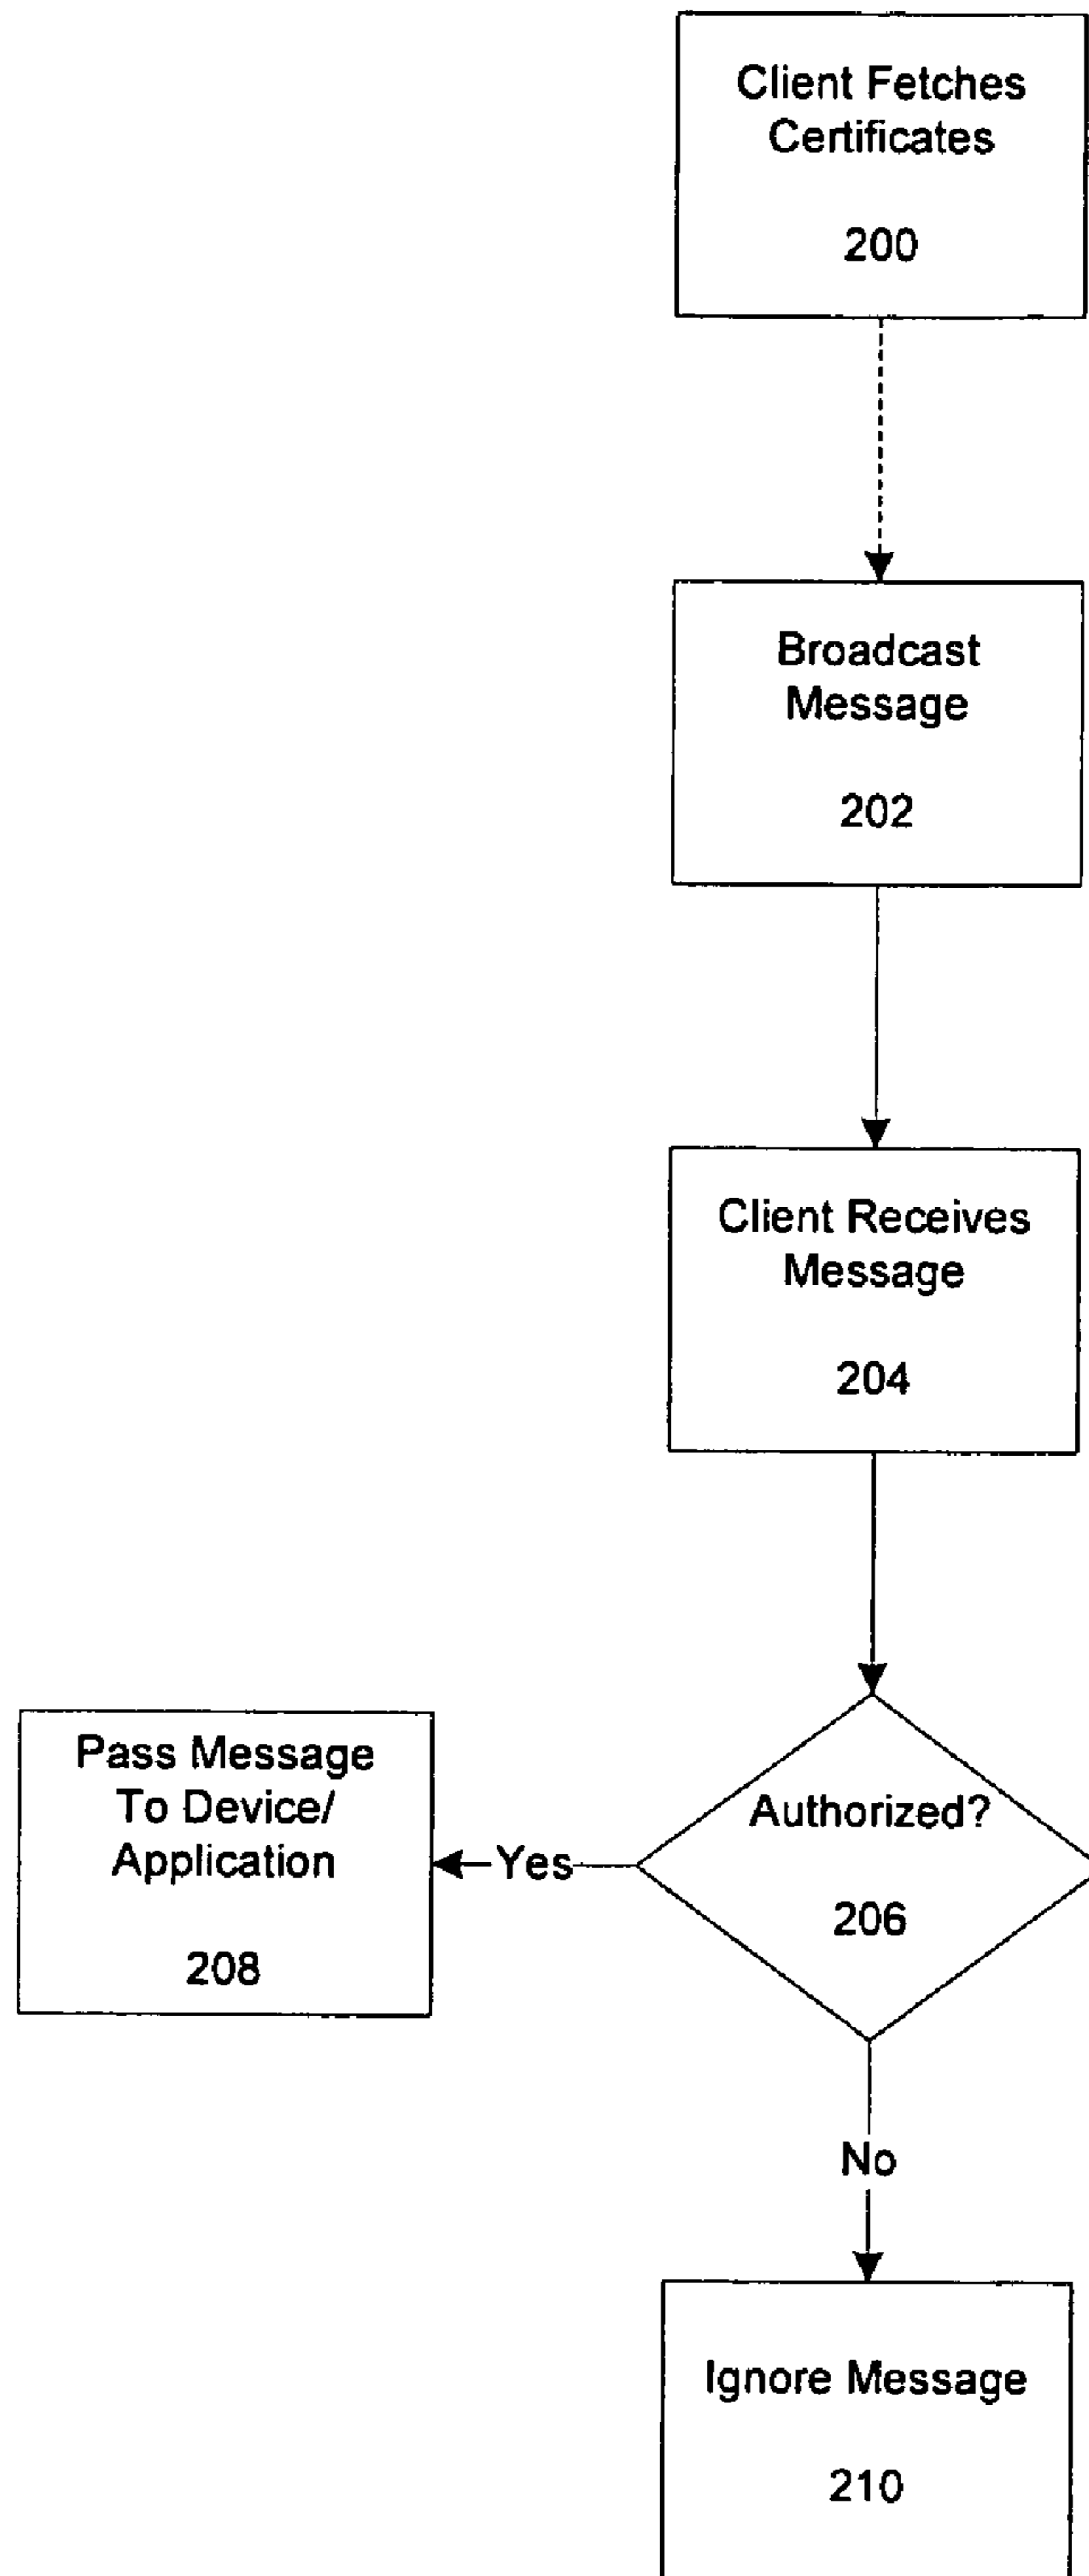 Client Fetches
Certificates
200
Broadcast
Message
202
Client Receives
Message
204
Authorized?
206
Yes
Pass Message
To Device/
Application
208
No
Ignore Message
210